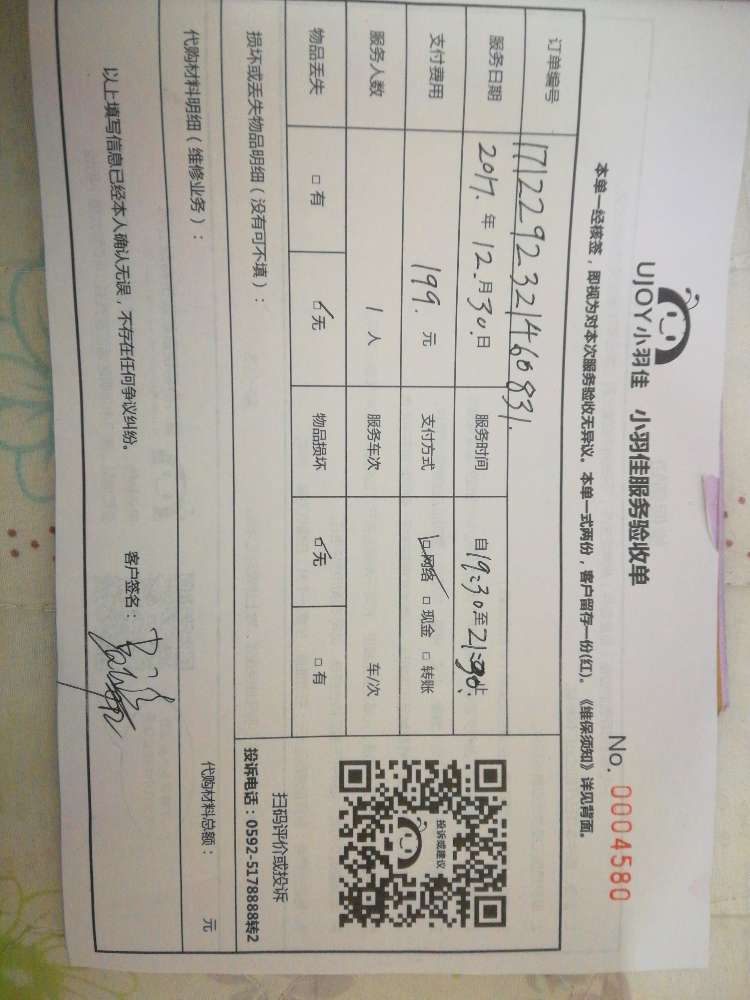 UJOY小羽佳 小羽佳服务验收单
No. 0004580
本单一经核签，即视为对本次服务验收无异议。本单一式两份，客户留存一份(红)。《维保须知》详见背面。
订单编号 1712292321460831.
服务日期 2017.年12.月30.日 服务时间 自19:30至21:30止.
支付费用 199.元 支付方式 □网络 □现金 □转账
服务人数 1人 服务车次 车/次
物品丢失 □有 □无 物品损坏 □无 □有
损坏或丢失物品明细（没有可不填）：
投诉或建议
扫码评价或投诉
投诉电话：0592-5178888转2
代购材料明细（维修业务）： 代购材料总额： 元
以上填写信息已经本人确认无误，不存在任何争议纠纷。 客户签名：